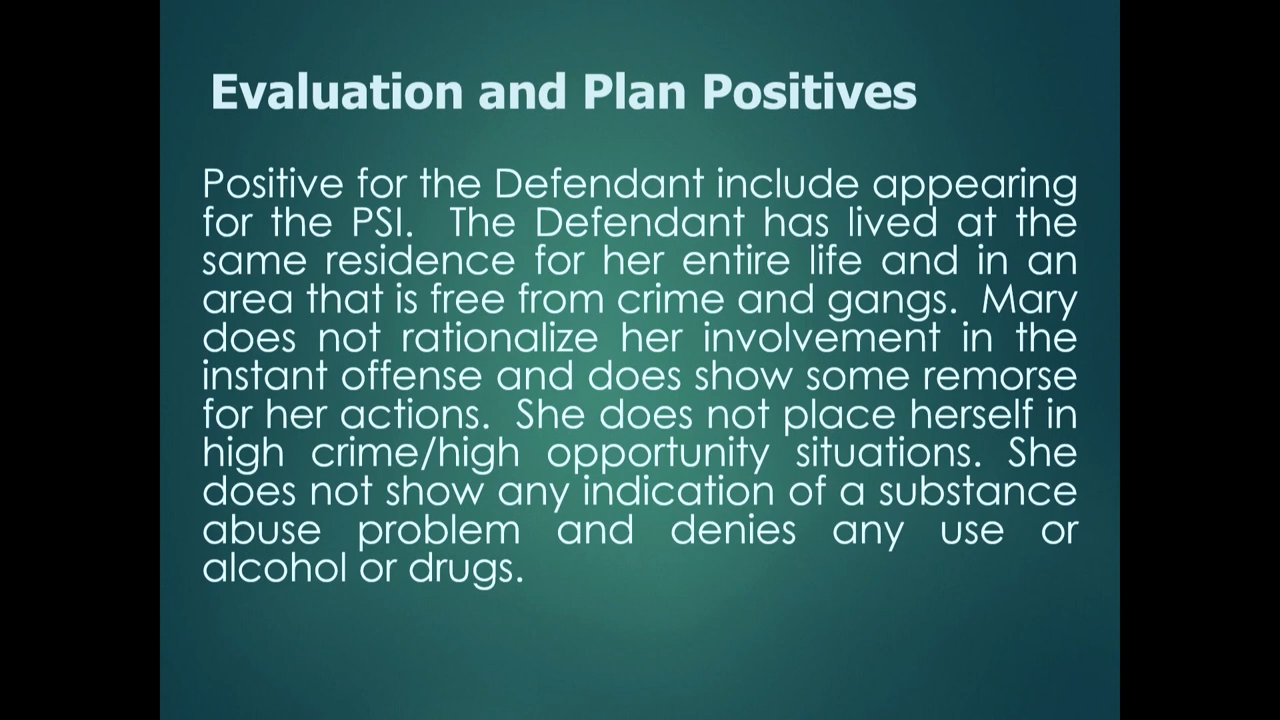 Evaluation and Plan Positives
Positive for the Defendant include appearing
for the PSI.  The Defendant has lived at the
same residence for her entire life and in an
area that is free from crime and gangs.  Mary
does not rationalize her involvement in the
instant offense and does show some remorse
for her actions.  She does not place herself in
high crime/high opportunity situations. She
does not show any indication of a substance
abuse problem and denies any use or
alcohol or drugs.